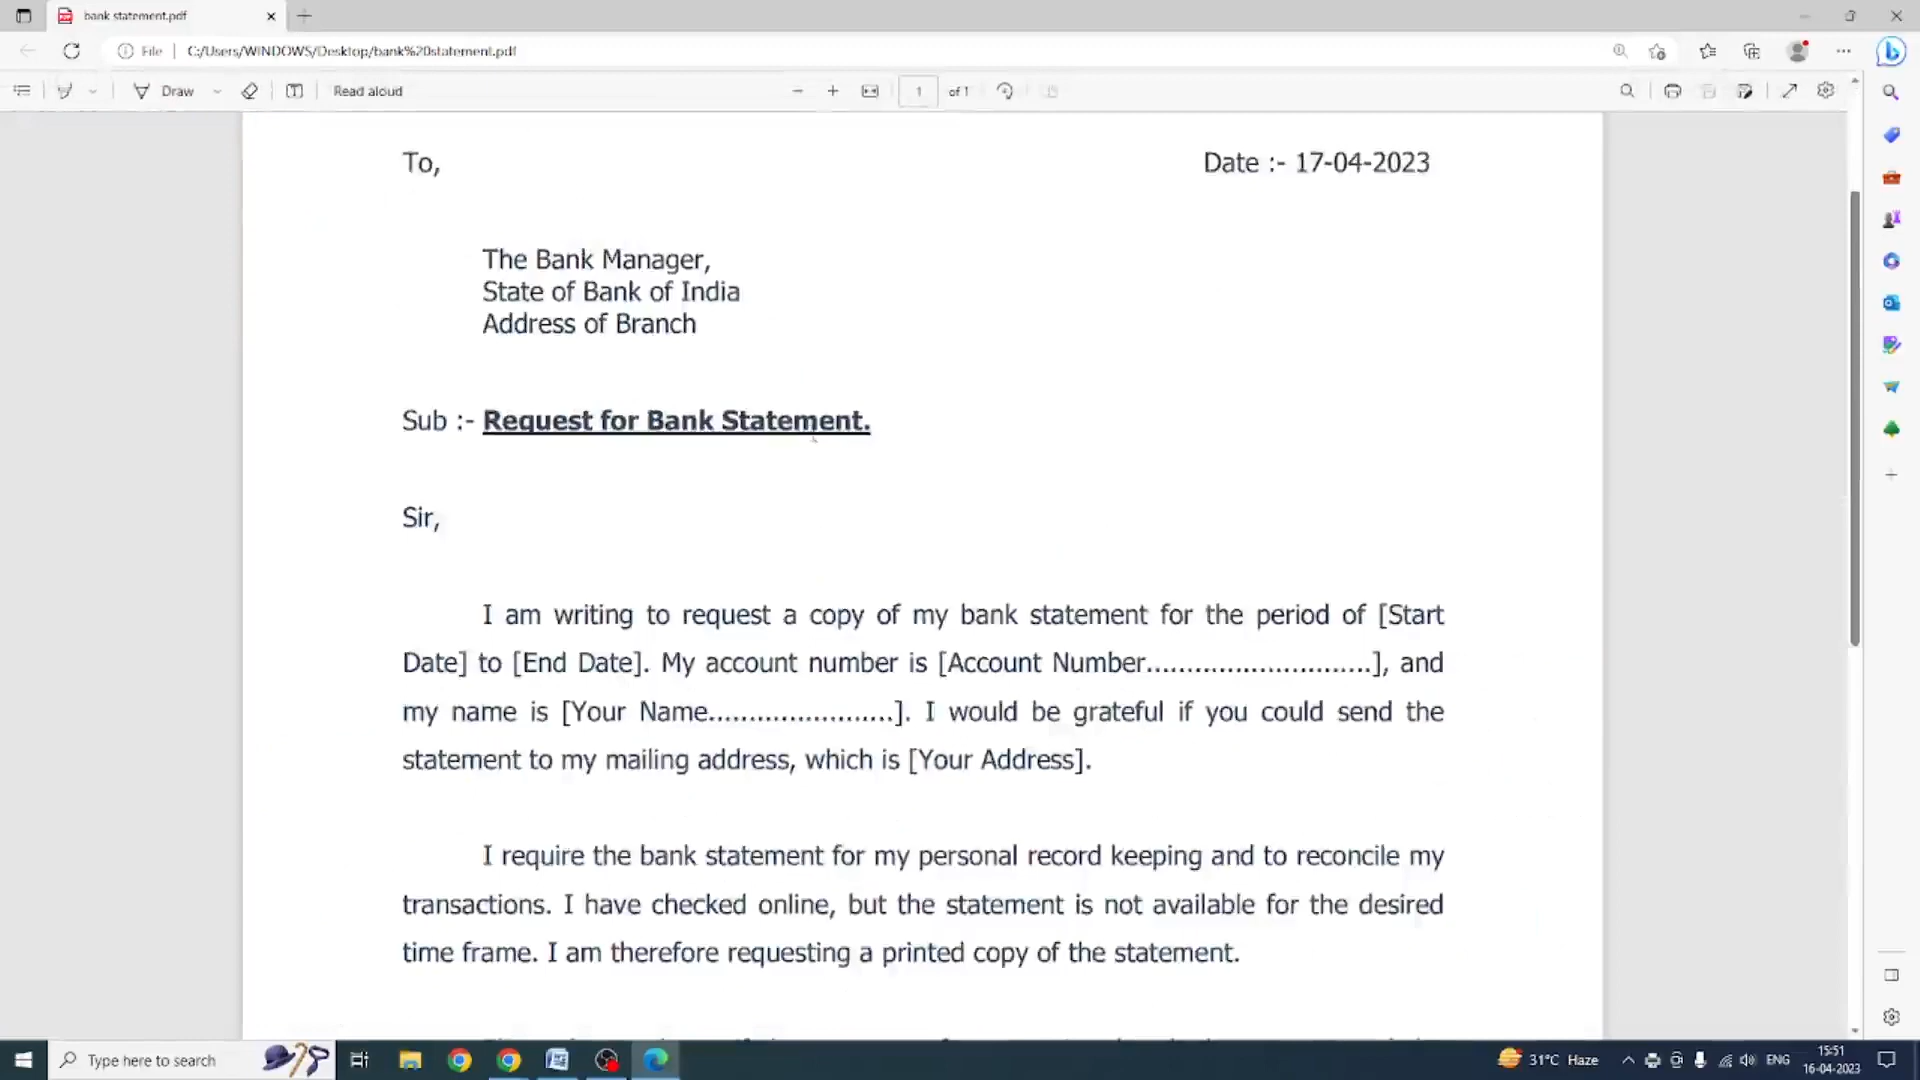 bank statement.pdf
File
C:/Users/WINDOWS/Desktop/bank%20statement.pdf
Draw
Read aloud
1
of 1
To,
Date :- 17-04-2023
The Bank Manager,
State of Bank of India
Address of Branch
Sub :- Request for Bank Statement.
Sir,
I am writing to request a copy of my bank statement for the period of [Start
Date] to [End Date]. My account number is [Account Number............................], and
my name is [Your Name.......................]. I would be grateful if you could send the
statement to my mailing address, which is [Your Address].
I require the bank statement for my personal record keeping and to reconcile my
transactions. I have checked online, but the statement is not available for the desired
time frame. I am therefore requesting a printed copy of the statement.
Type here to search
31°C Haze
ENG
15:51
16-04-2023